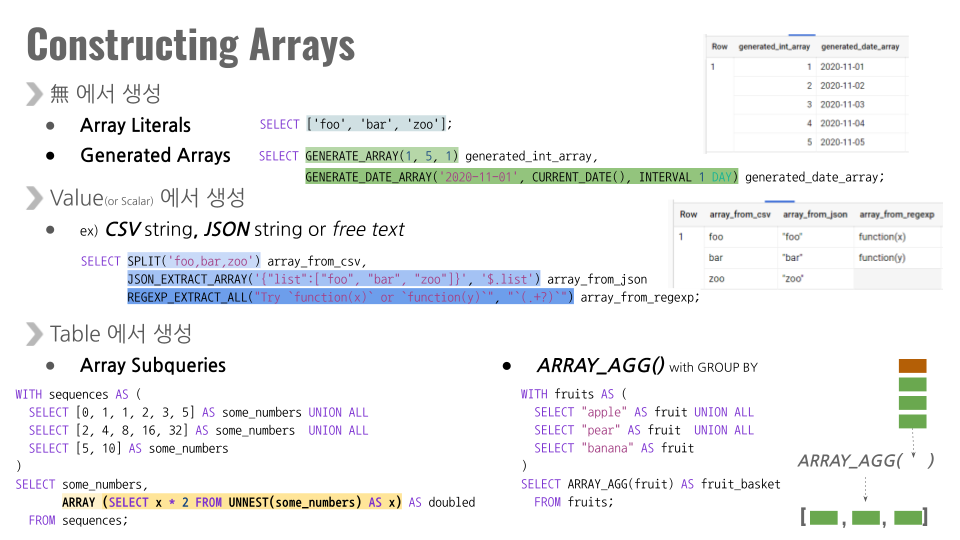 Constructing Arrays
無 에서 생성
● Array Literals
SELECT ['foo', 'bar', 'zoo'];
● Generated Arrays
SELECT GENERATE_ARRAY(1, 5, 1) generated_int_array,
GENERATE_DATE_ARRAY('2020-11-01', CURRENT_DATE(), INTERVAL 1 DAY) generated_date_array;
Row generated_int_array generated_date_array
1 1 2020-11-01
2 2020-11-02
3 2020-11-03
4 2020-11-04
5 2020-11-05
Value(or Scalar) 에서 생성
● ex) CSV string, JSON string or free text
SELECT SPLIT('foo,bar,zoo') array_from_csv,
JSON_EXTRACT_ARRAY('{"list":["foo", "bar", "zoo"]}', '$.list') array_from_json
REGEXP_EXTRACT_ALL("Try `function(x)` or `function(y)`", "`(.+?)`") array_from_regexp;
Row array_from_csv array_from_json array_from_regexp
1 foo "foo" function(x)
bar "bar" function(y)
zoo "zoo"
Table 에서 생성
● Array Subqueries
WITH sequences AS (
SELECT [0, 1, 1, 2, 3, 5] AS some_numbers UNION ALL
SELECT [2, 4, 8, 16, 32] AS some_numbers UNION ALL
SELECT [5, 10] AS some_numbers
)
SELECT some_numbers,
ARRAY (SELECT x * 2 FROM UNNEST(some_numbers) AS x) AS doubled
FROM sequences;
● ARRAY_AGG() with GROUP BY
WITH fruits AS (
SELECT "apple" AS fruit UNION ALL
SELECT "pear" AS fruit UNION ALL
SELECT "banana" AS fruit
)
SELECT ARRAY_AGG(fruit) AS fruit_basket
FROM fruits;
ARRAY_AGG( )
[ , , ]